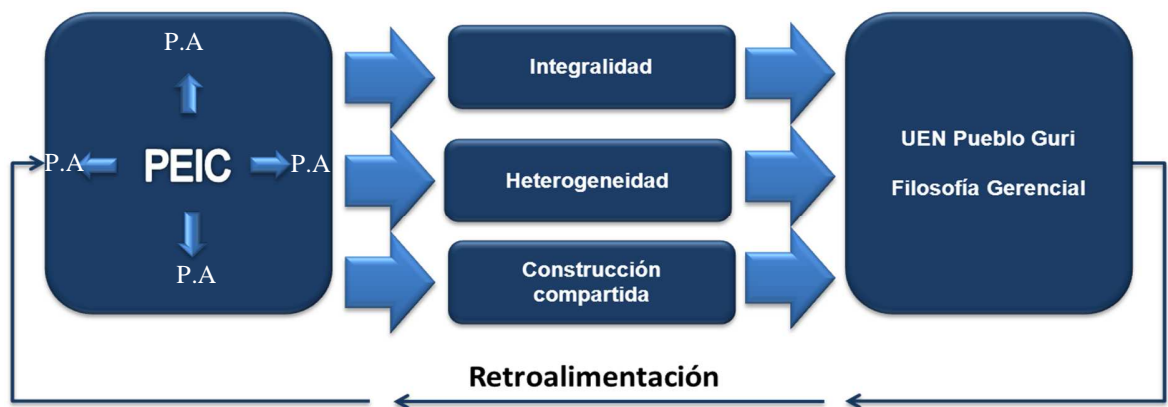 P.A
P.A PEIC P.A
P.A
Integralidad
Heterogeneidad
Construcción
compartida
UEN Pueblo Guri
Filosofía Gerencial
Retroalimentación